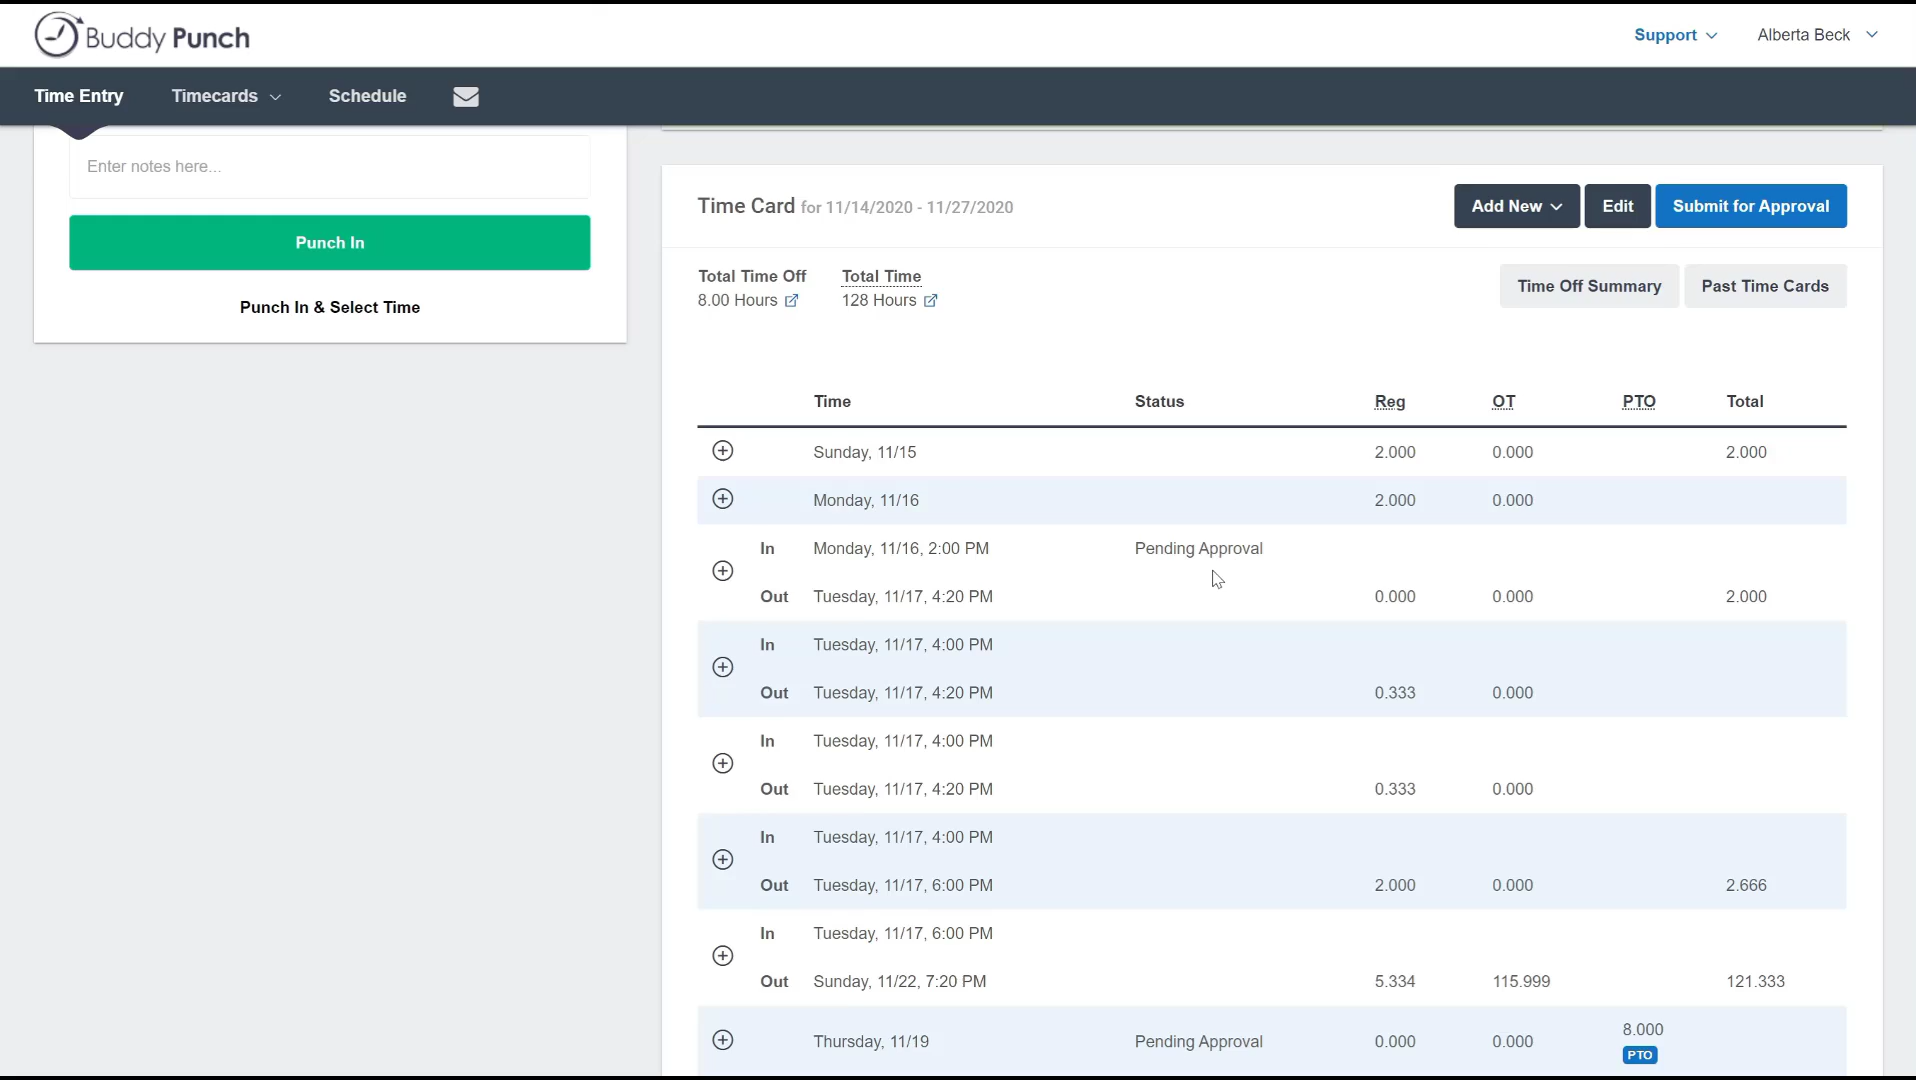 Buddy Punch
Support
Alberta Beck
Time Entry
Timecards
Schedule
Enter notes here...
Punch In
Punch In & Select Time
Time Card for 11/14/2020 - 11/27/2020
Add New
Edit
Submit for Approval
Total Time Off
8.00 Hours
Total Time
128 Hours
Time Off Summary
Past Time Cards
Time Status Reg OT PTO Total
Sunday, 11/15 2.000 0.000 2.000
Monday, 11/16 2.000 0.000
In Monday, 11/16, 2:00 PM Pending Approval
Out Tuesday, 11/17, 4:20 PM 0.000 0.000 2.000
In Tuesday, 11/17, 4:00 PM
Out Tuesday, 11/17, 4:20 PM 0.333 0.000
In Tuesday, 11/17, 4:00 PM
Out Tuesday, 11/17, 4:20 PM 0.333 0.000
In Tuesday, 11/17, 4:00 PM
Out Tuesday, 11/17, 6:00 PM 2.000 0.000 2.666
In Tuesday, 11/17, 6:00 PM
Out Sunday, 11/22, 7:20 PM 5.334 115.999 121.333
Thursday, 11/19 Pending Approval 0.000 0.000 8.000
PTO